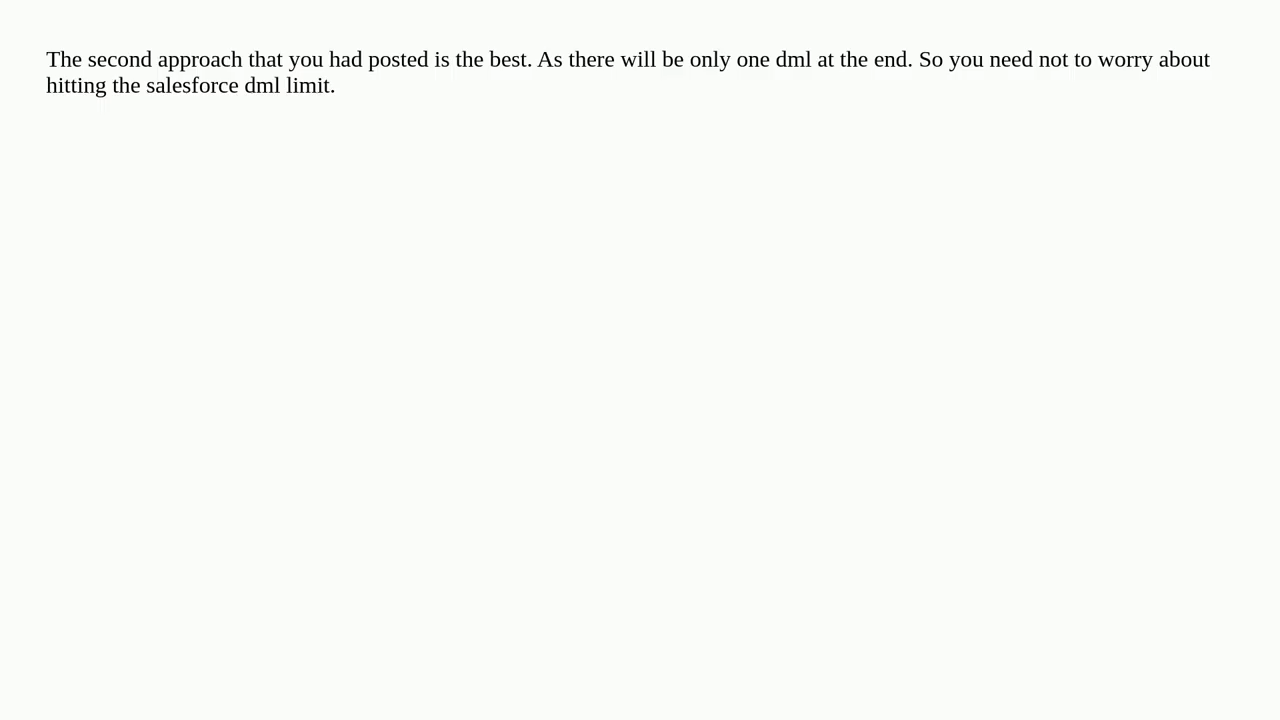 The second approach that you had posted is the best. As there will be only one dml at the end. So you need not to worry about
hitting the salesforce dml limit.